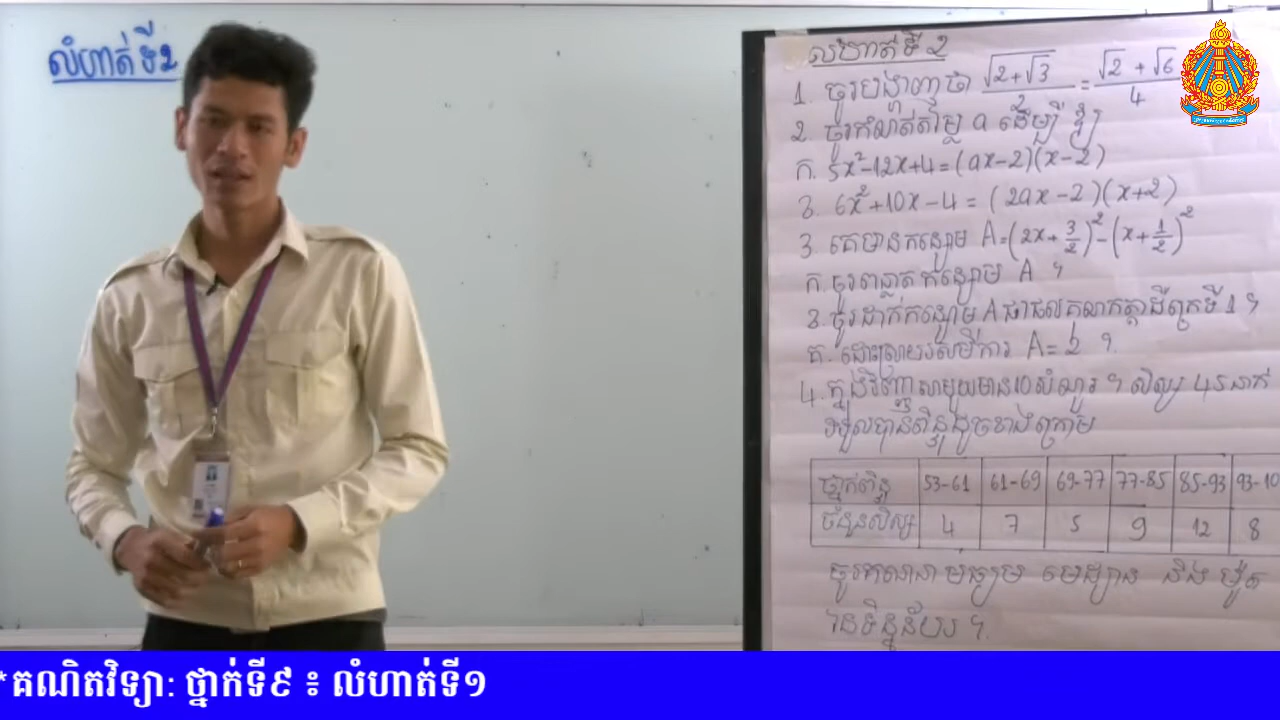 លំហាត់ទី2
លំហាត់ទី 2
1. ចូរបង្ហាញថា √(2+√3)/2 = (√2 + √6)/4
2. ចូរកំណត់តម្លៃ a ដើម្បីឱ្យ
ក. 5x²-12x+4=(ax-2)(x-2)
ខ. 6x²+10x-4 = (2ax-2)(x+2)
3. គេមានកន្សោម A=(2x+3/2)²-(x+1/2)²
ក. ចូរពន្លាតកន្សោម A ។
ខ. ចូរដាក់កន្សោម A ជាផលគុណកត្តាដឺក្រេទី 1 ។
គ. ដោះស្រាយសមីការ A= 2 ។
4. ក្នុងវិញ្ញាសាមួយមាន 10 សំណួរ ។ សិស្ស 45 នាក់
ទទួលបានពិន្ទុដូចខាងក្រោម
ថ្នាក់ពិន្ទុ 53-61 61-69 69-77 77-85 85-93 93-10
ចំនួនសិស្ស 4 7 5 9 12 8
ចូរគណនា មធ្យម មេដ្យាន និង ម៉ូត
នៃទិន្នន័យ ។
*គណិតវិទ្យា: ថ្នាក់ទី៩ ៖ លំហាត់ទី១